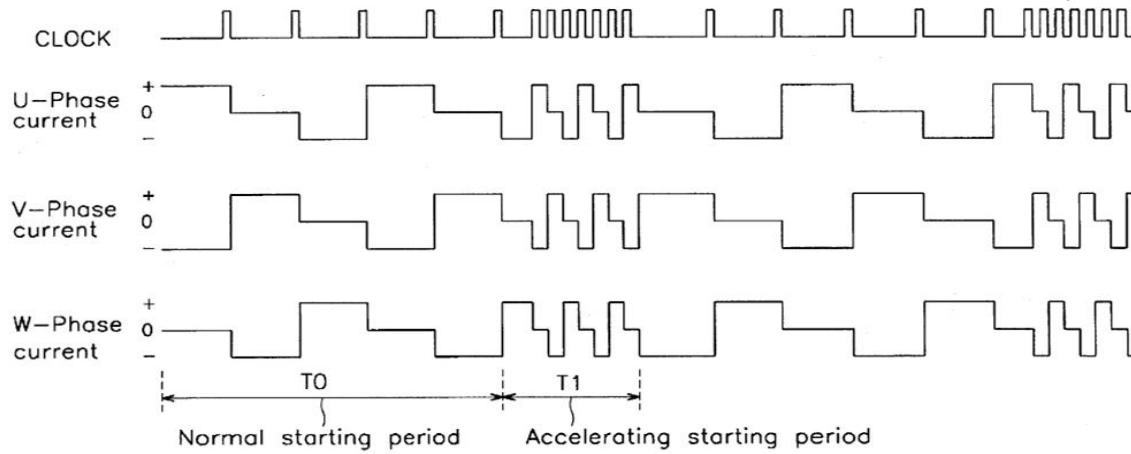 CLOCK
+
U-Phase 0
current
−
+
V-Phase 0
current
−
+
W-Phase 0
current −
T0 T1
Normal starting period Accelerating starting period